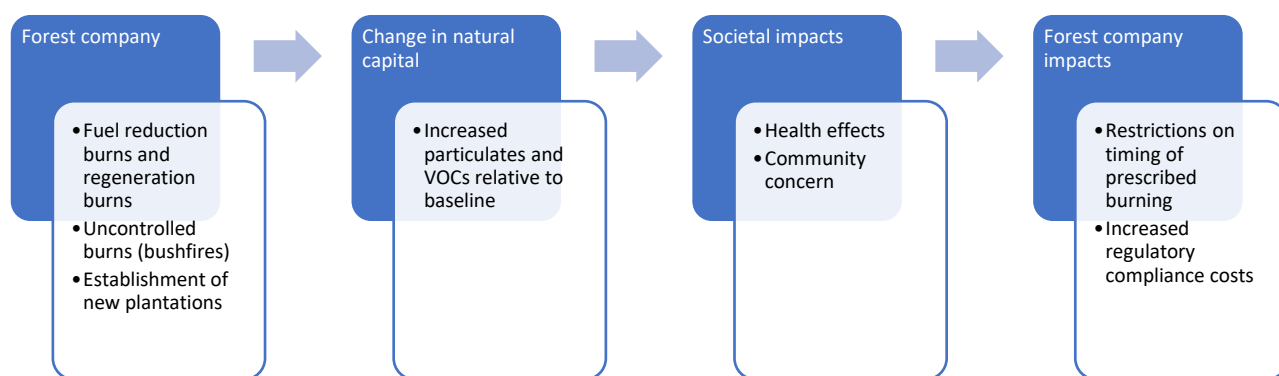 Forest company
•Fuel reduction
burns and
regeneration
burns
•Uncontrolled
burns (bushfires)
•Establishment of
new plantations
Change in natural
capital
•Increased
particulates and
VOCs relative to
baseline
Societal impacts
•Health effects
•Community
concern
Forest company
impacts
•Restrictions on
timing of
prescribed
burning
•Increased
regulatory
compliance costs